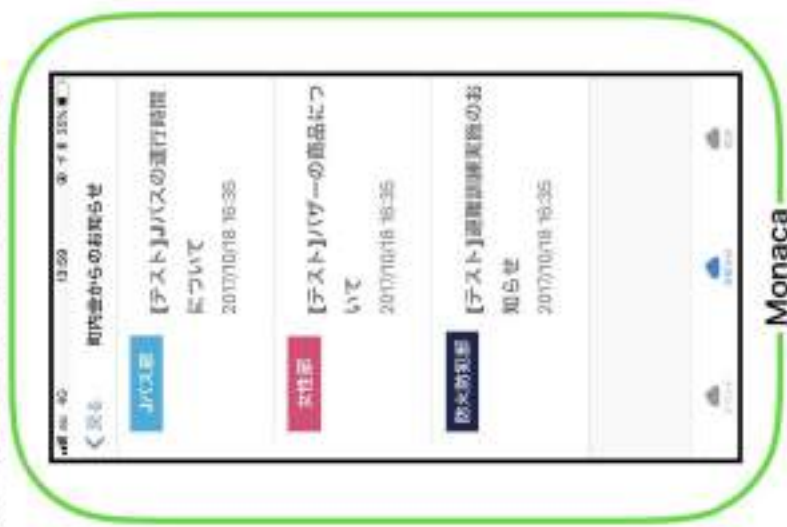 au 4G 13:59 35%
戻る 町内会からのお知らせ
Jバス部
【テスト】Jバスの運行時間
について
2017/10/18 16:35
女性部
【テスト】バザーの商品につ
いて
2017/10/18 16:35
防火防犯部
【テスト】避難訓練実施のお
知らせ
2017/10/18 16:35
Monaca